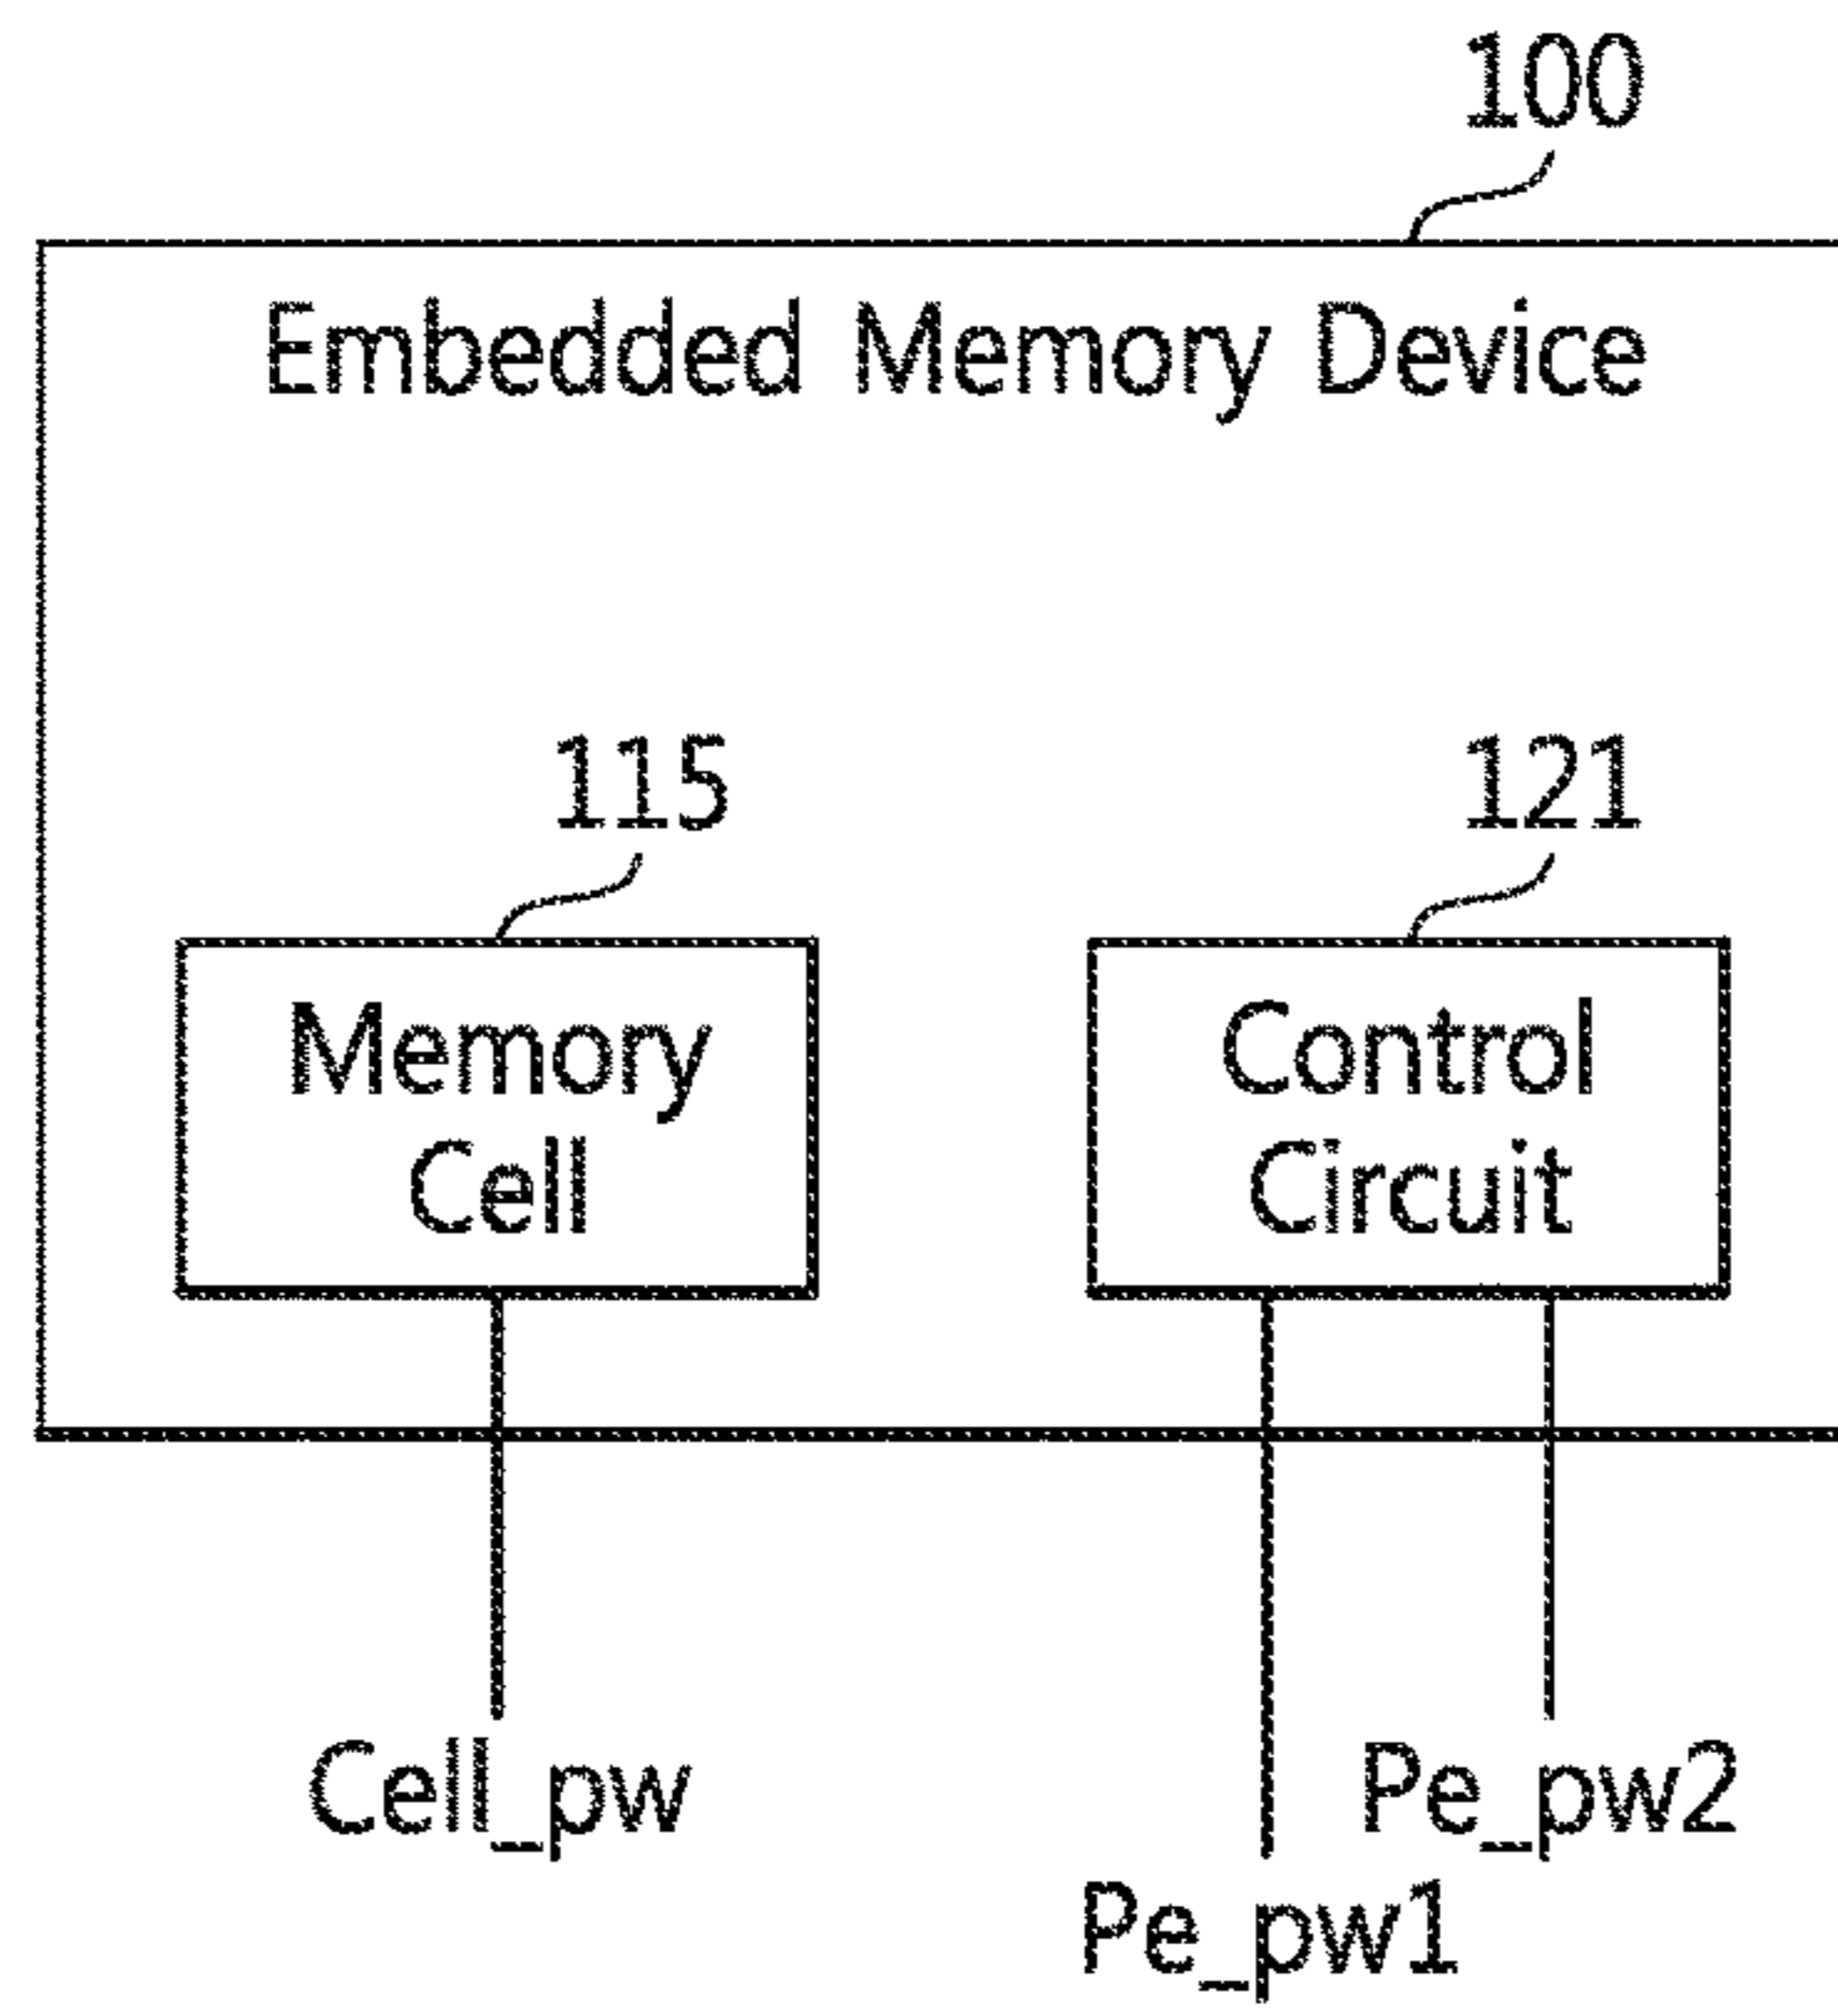 100
Embedded Memory Device
115
121
Memory
Cell
Control
Circuit
Cell_pw
Pe_pw2
Pe_pw1